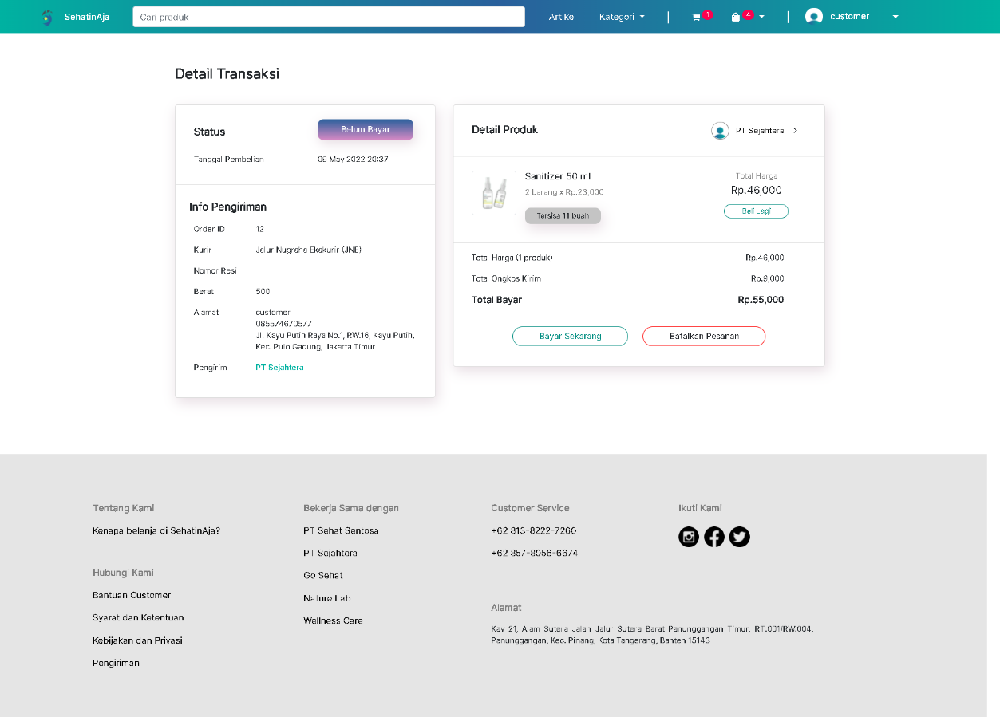 SehatinAja
Cari produk
Artikel
Kategori
1
4
customer
Detail Transaksi
Status
Belum Bayar
Tanggal Pembelian
09 May 2022 20:37
Info Pengiriman
Order ID
12
Kurir
Jalur Nugraha Ekakurir (JNE)
Nomor Resi
Berat
500
Alamat
customer
085574670577
Jl. Kayu Putih Raya No.1, RW.16, Kayu Putih,
Kec. Pulo Gadung, Jakarta Timur
Pengirim
PT Sejahtera
Detail Produk
PT Sejahtera
Sanitizer 50 ml
2 barang x Rp.23,000
Tersisa 11 buah
Total Harga
Rp.46,000
Beli Lagi
Total Harga (1 produk)
Rp.46,000
Total Ongkos Kirim
Rp.9,000
Total Bayar
Rp.55,000
Bayar Sekarang
Batalkan Pesanan
Tentang Kami
Kenapa belanja di SehatinAja?
Hubungi Kami
Bantuan Customer
Syarat dan Ketentuan
Kebijakan dan Privasi
Pengiriman
Bekerja Sama dengan
PT Sehat Sentosa
PT Sejahtera
Go Sehat
Nature Lab
Wellness Care
Customer Service
+62 813-8222-7260
+62 857-8056-6674
Alamat
Kav 21, Alam Sutera Jalan Jalur Sutera Barat Panunggangan Timur, RT.001/RW.004,
Panunggangan, Kec. Pinang, Kota Tangerang, Banten 15143
Ikuti Kami